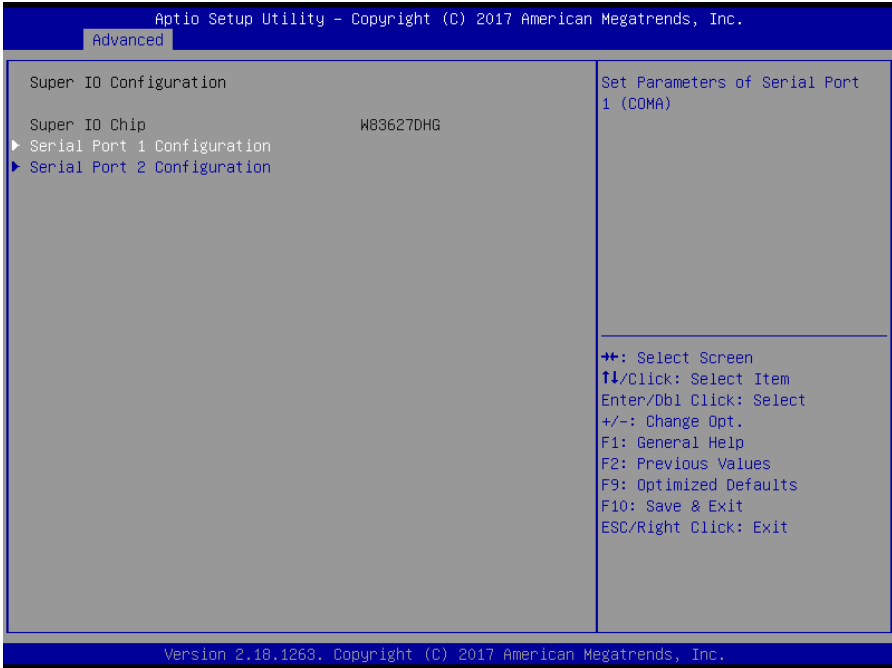 Aptio Setup Utility – Copyright (C) 2017 American Megatrends, Inc.
Advanced
Super IO Configuration
Super IO Chip W83627DHG
Serial Port 1 Configuration
Serial Port 2 Configuration
Set Parameters of Serial Port
1 (COMA)
→←: Select Screen
↑↓/Click: Select Item
Enter/Dbl Click: Select
+/-: Change Opt.
F1: General Help
F2: Previous Values
F9: Optimized Defaults
F10: Save & Exit
ESC/Right Click: Exit
Version 2.18.1263. Copyright (C) 2017 American Megatrends, Inc.